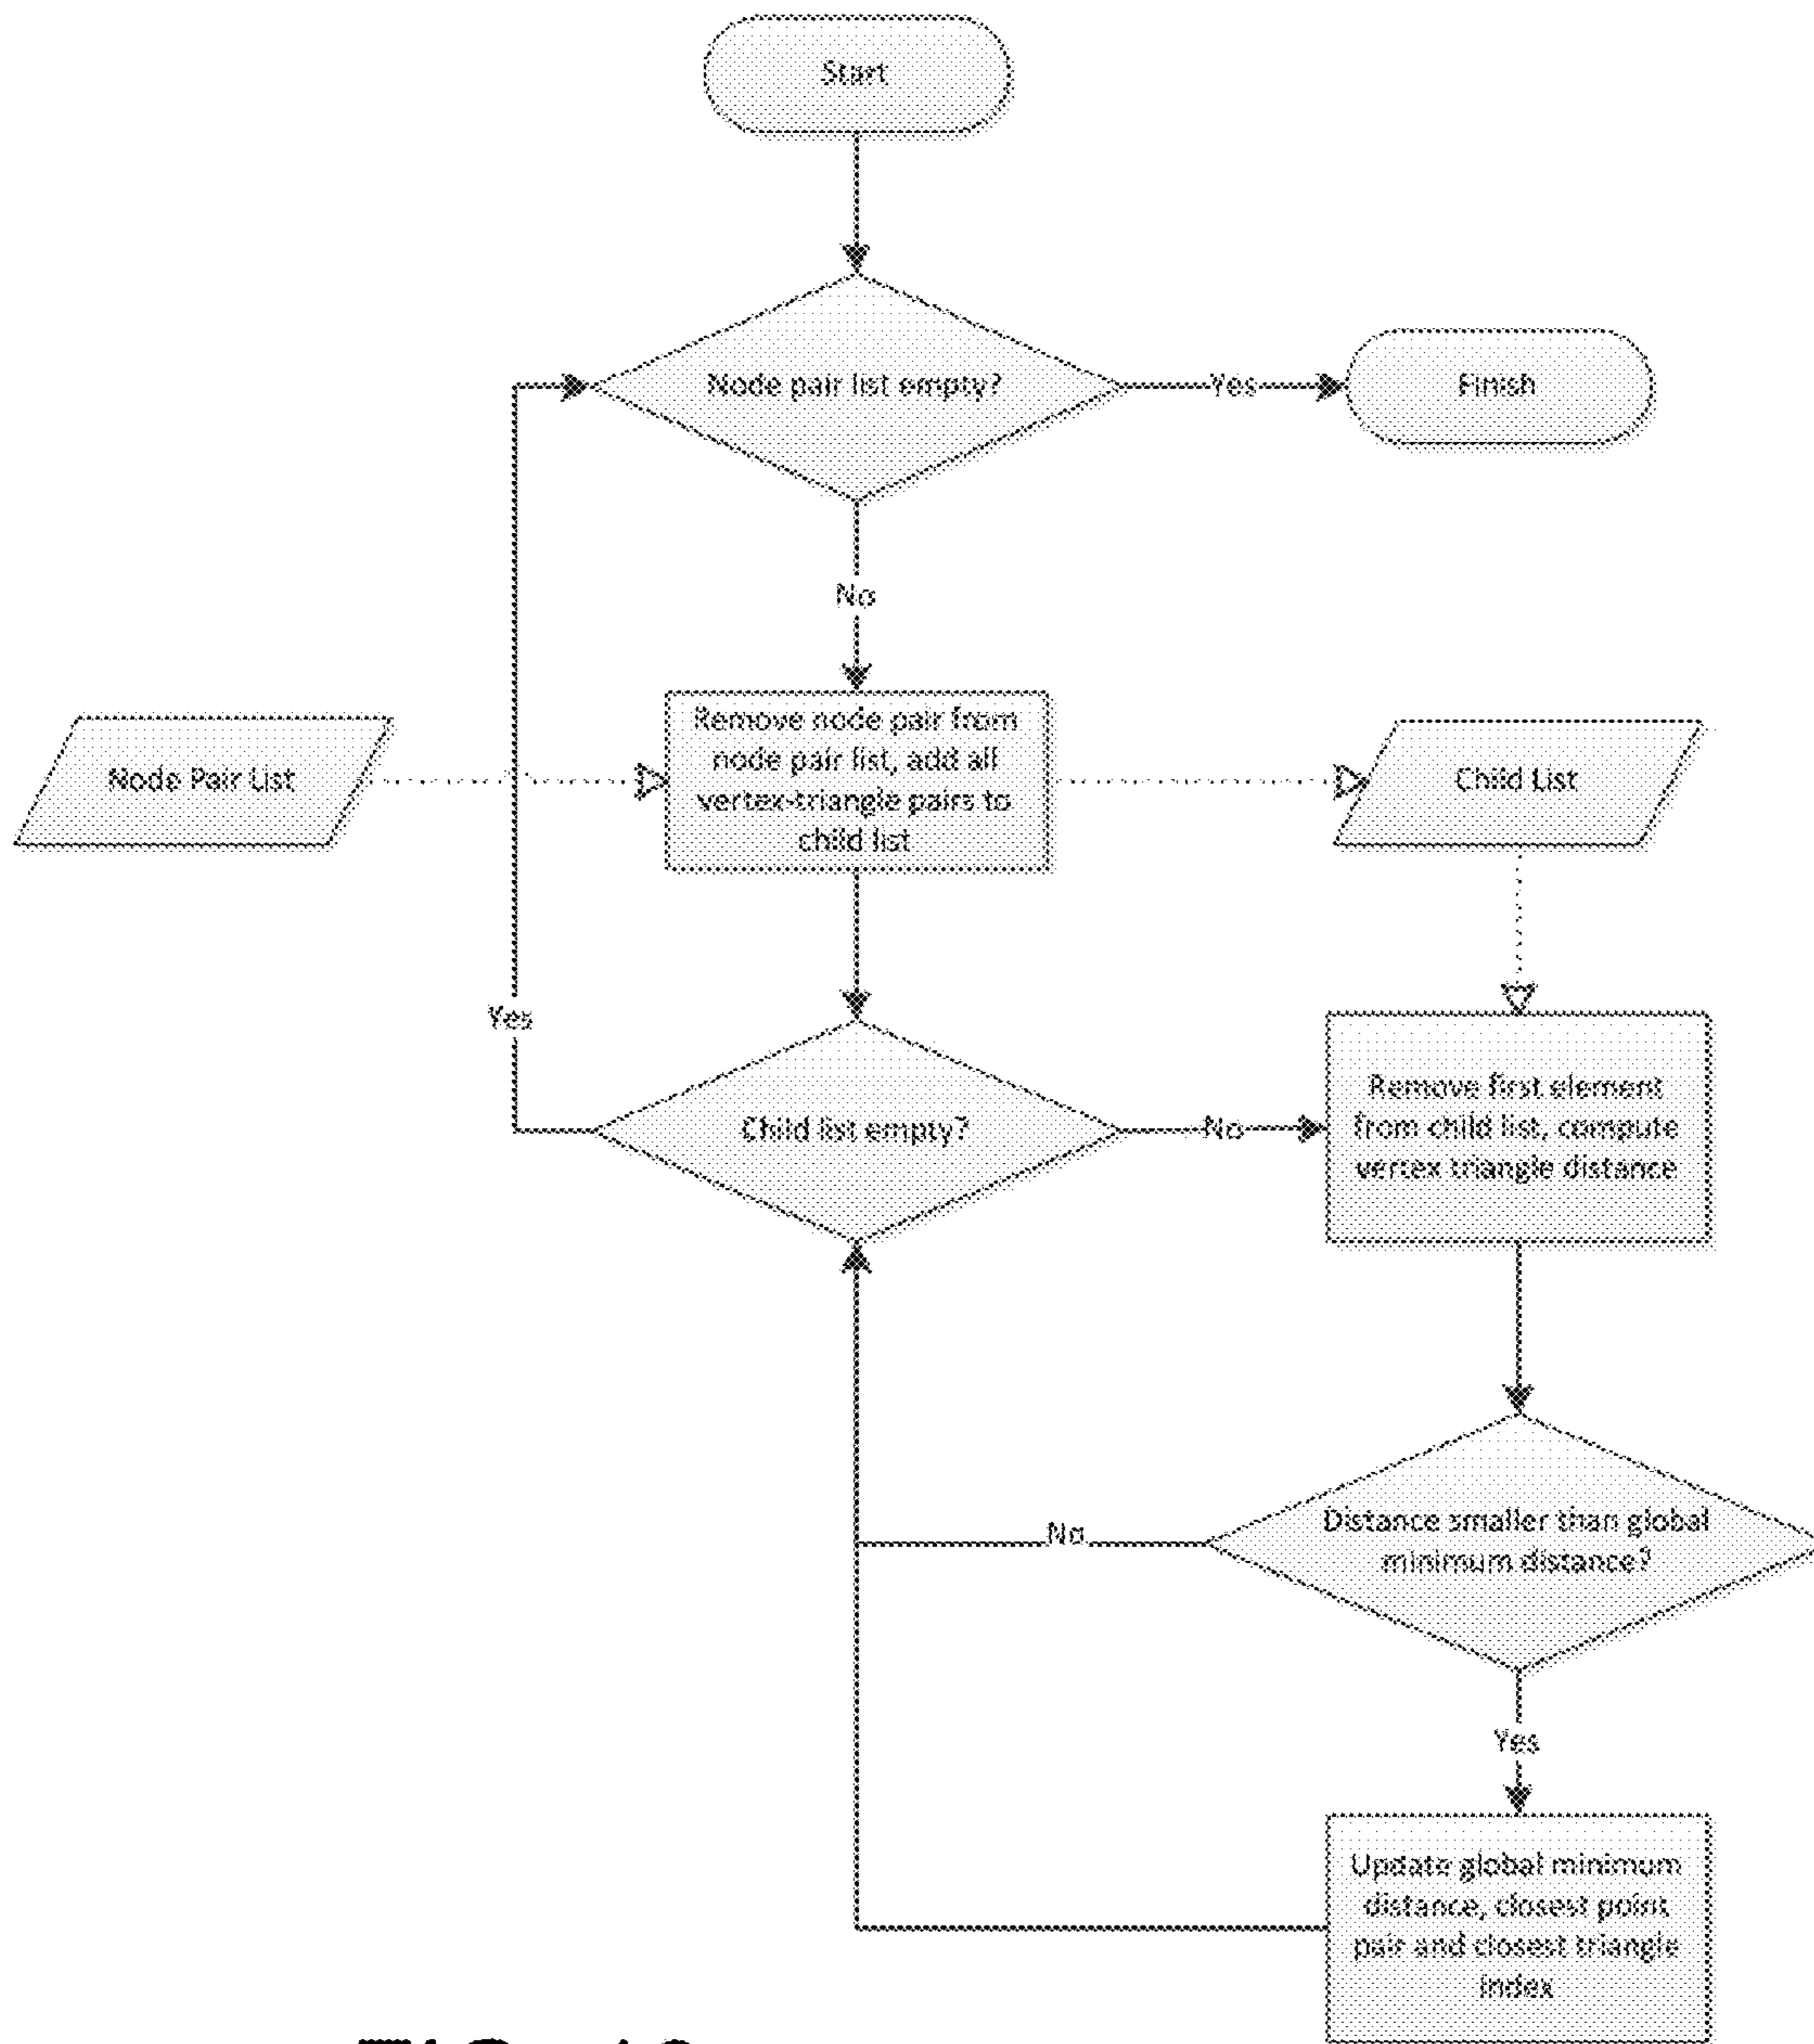 Start
Node pair list empty?
Yes
Finish
No
Node Pair List
Remove node pair from
node pair list, add all
vertex-triangle pairs to
child list
Child List
Yes
Child list empty?
No
Remove first element
from child list, compute
vertex triangle distance
Distance smaller than global
minimum distance?
No
Yes
Update global minimum
distance, closest point
pair and closest triangle
index